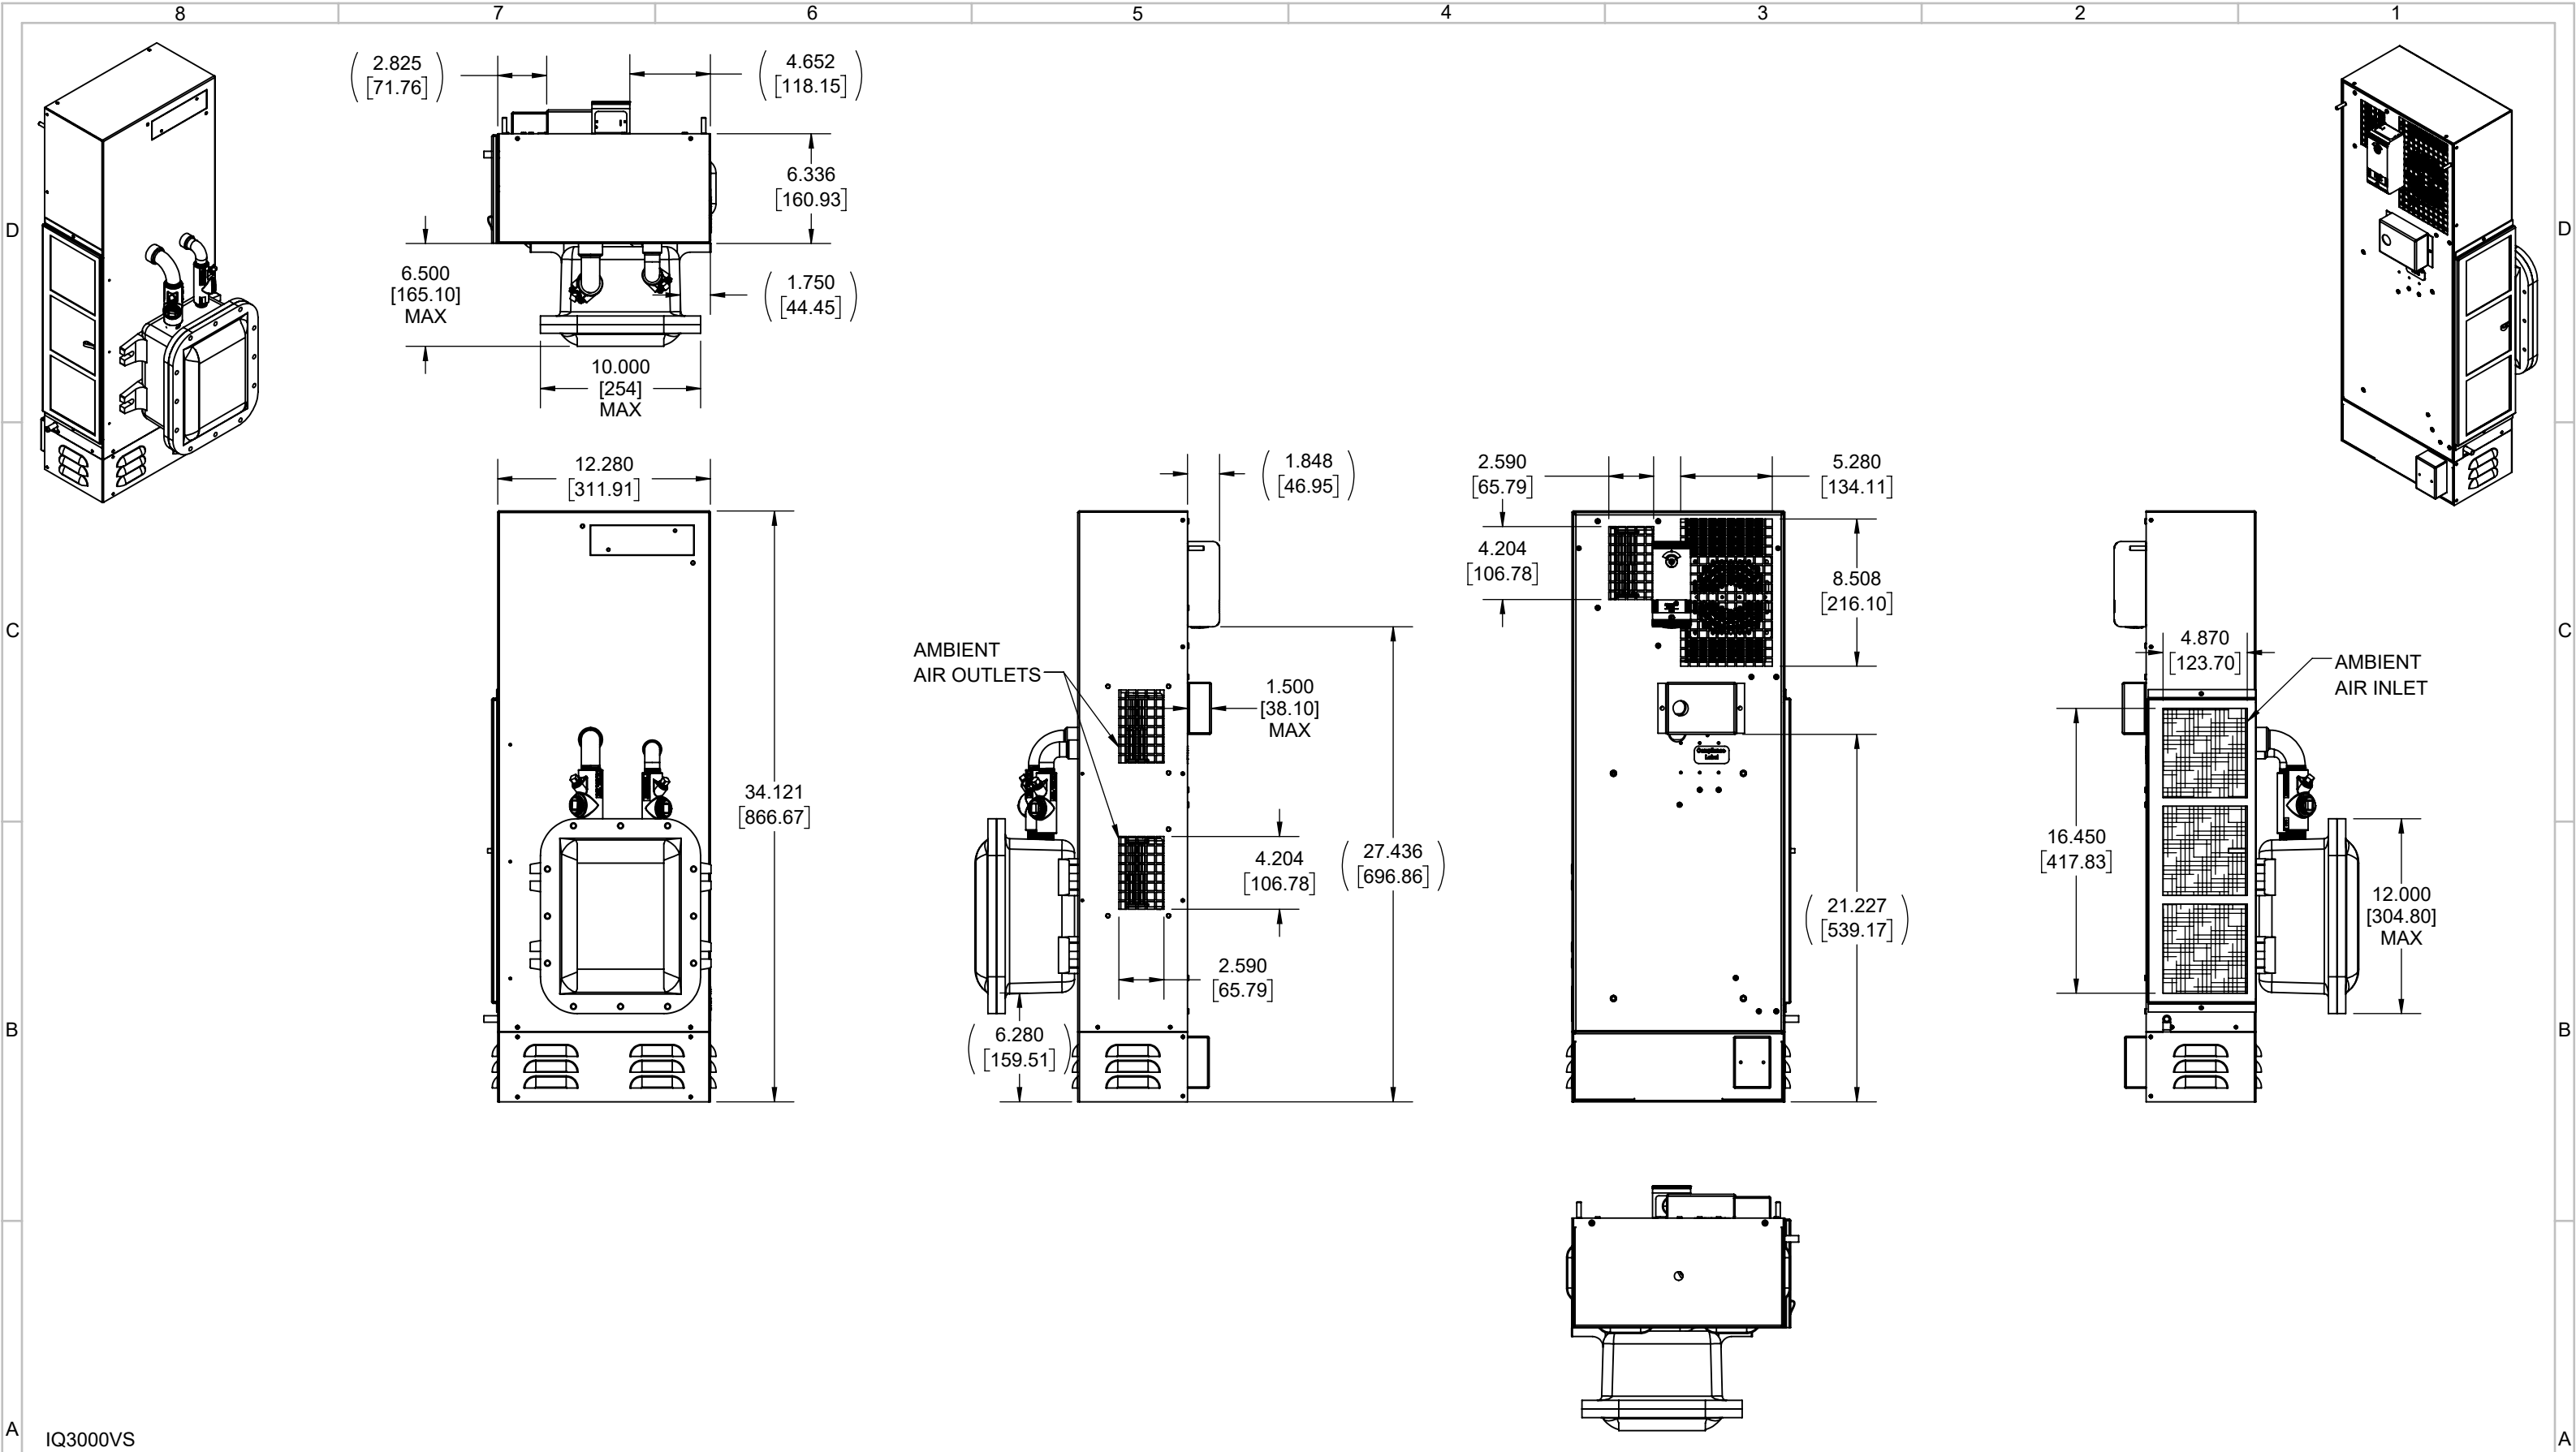 8 7 6 5 4 3 2 1
D
D
C
C
B
B
A
A
(2.825
[71.76])
(4.652
[118.15])
6.336
[160.93]
6.500
[165.10]
MAX
(1.750
[44.45])
10.000
[254]
MAX
12.280
[311.91]
34.121
[866.67]
(1.848
[46.95])
AMBIENT
AIR OUTLETS
1.500
[38.10]
MAX
4.204
[106.78]
(27.436
[696.86])
2.590
[65.79]
(6.280
[159.51])
2.590
[65.79]
5.280
[134.11]
4.204
[106.78]
8.508
[216.10]
Compliance
Label
(21.227
[539.17])
4.870
[123.70]
AMBIENT
AIR INLET
16.450
[417.83]
12.000
[304.80]
MAX
IQ3000VS